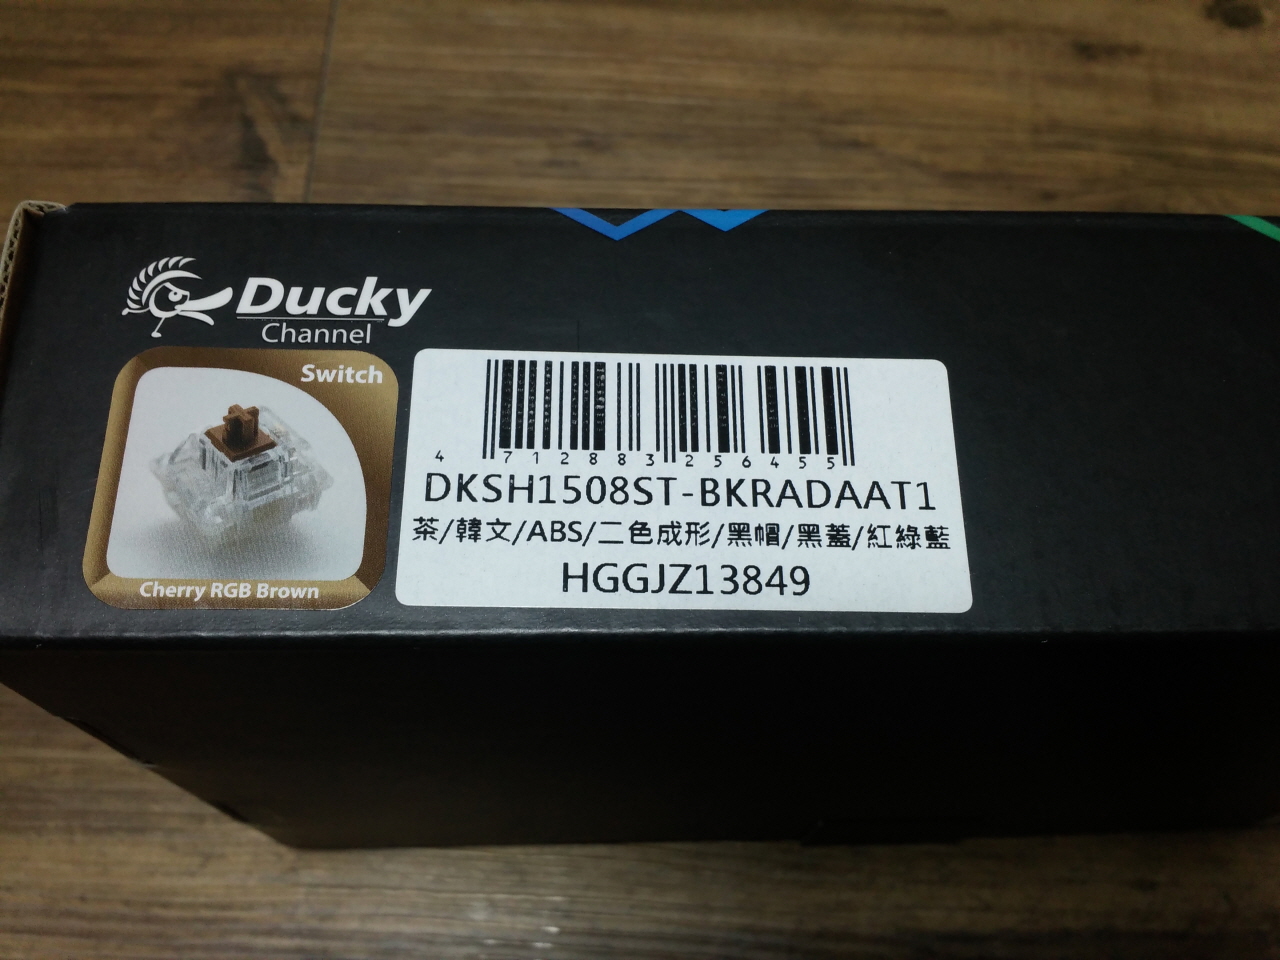 Ducky
Channel
Switch
Cherry RGB Brown
4 712883 256455
DKSH1508ST-BKRADAAT1
茶/韓文/ABS/二色成形/黑帽/黑蓋/紅綠藍
HGGJZ13849